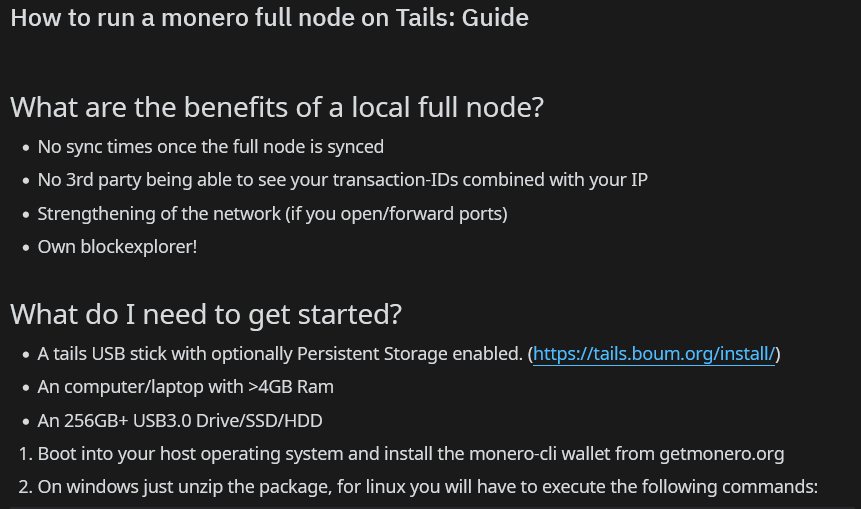 How to run a monero full node on Tails: Guide
What are the benefits of a local full node?
• No sync times once the full node is synced
• No 3rd party being able to see your transaction-IDs combined with your IP
• Strengthening of the network (if you open/forward ports)
• Own blockexplorer!
What do I need to get started?
• A tails USB stick with optionally Persistent Storage enabled. (https://tails.boum.org/install/)
• An computer/laptop with >4GB Ram
• An 256GB+ USB3.0 Drive/SSD/HDD
1. Boot into your host operating system and install the monero-cli wallet from getmonero.org
2. On windows just unzip the package, for linux you will have to execute the following commands: